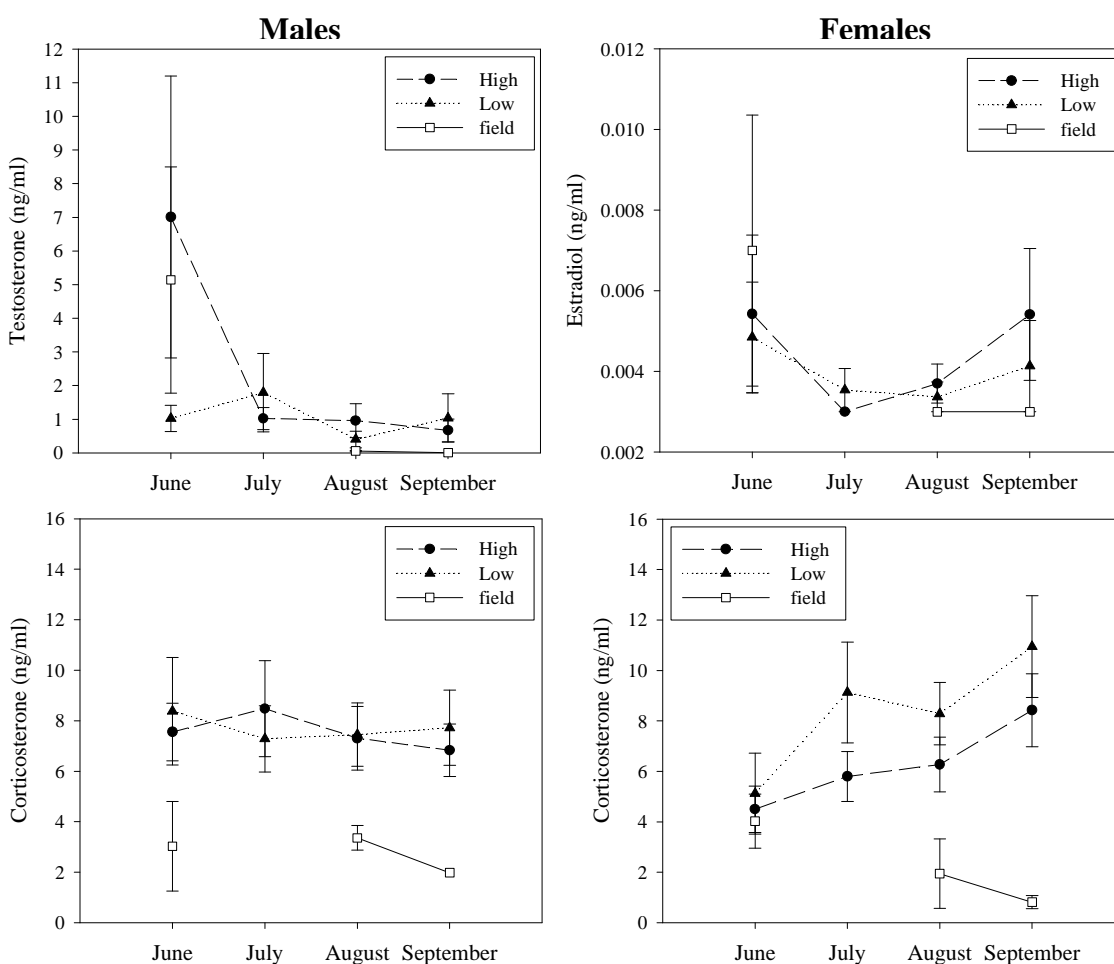 Males
Testosterone (ng/ml)
12
11
10
9
8
7
6
5
4
3
2
1
0
High
Low
field
June July August September
Females
Estradiol (ng/ml)
0.012
0.010
0.008
0.006
0.004
0.002
High
Low
field
June July August September
Corticosterone (ng/ml)
16
14
12
10
8
6
4
2
0
High
Low
field
June July August September
Corticosterone (ng/ml)
16
14
12
10
8
6
4
2
0
High
Low
field
June July August September